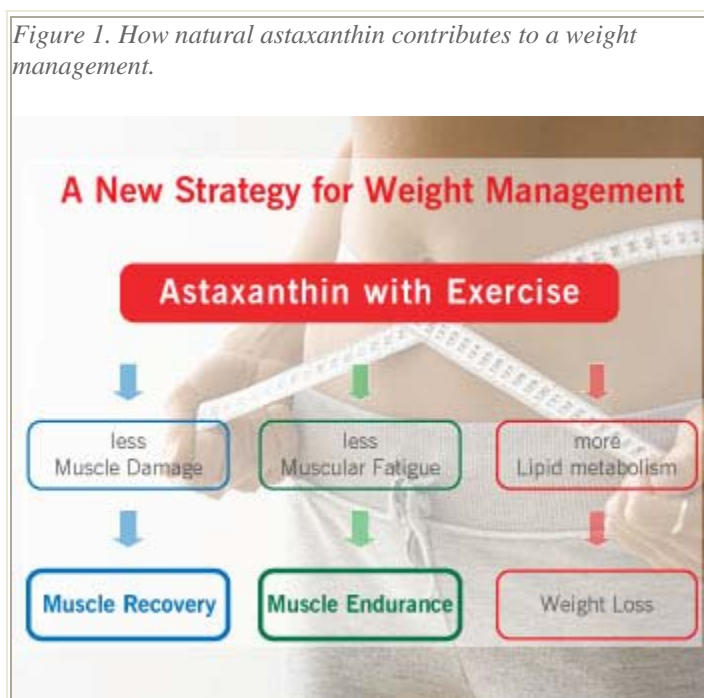 Figure 1. How natural astaxanthin contributes to a weight
management.
A New Strategy for Weight Management
Astaxanthin with Exercise
less
Muscle Damage
less
Muscular Fatigue
more
Lipid metabolism
Muscle Recovery
Muscle Endurance
Weight Loss